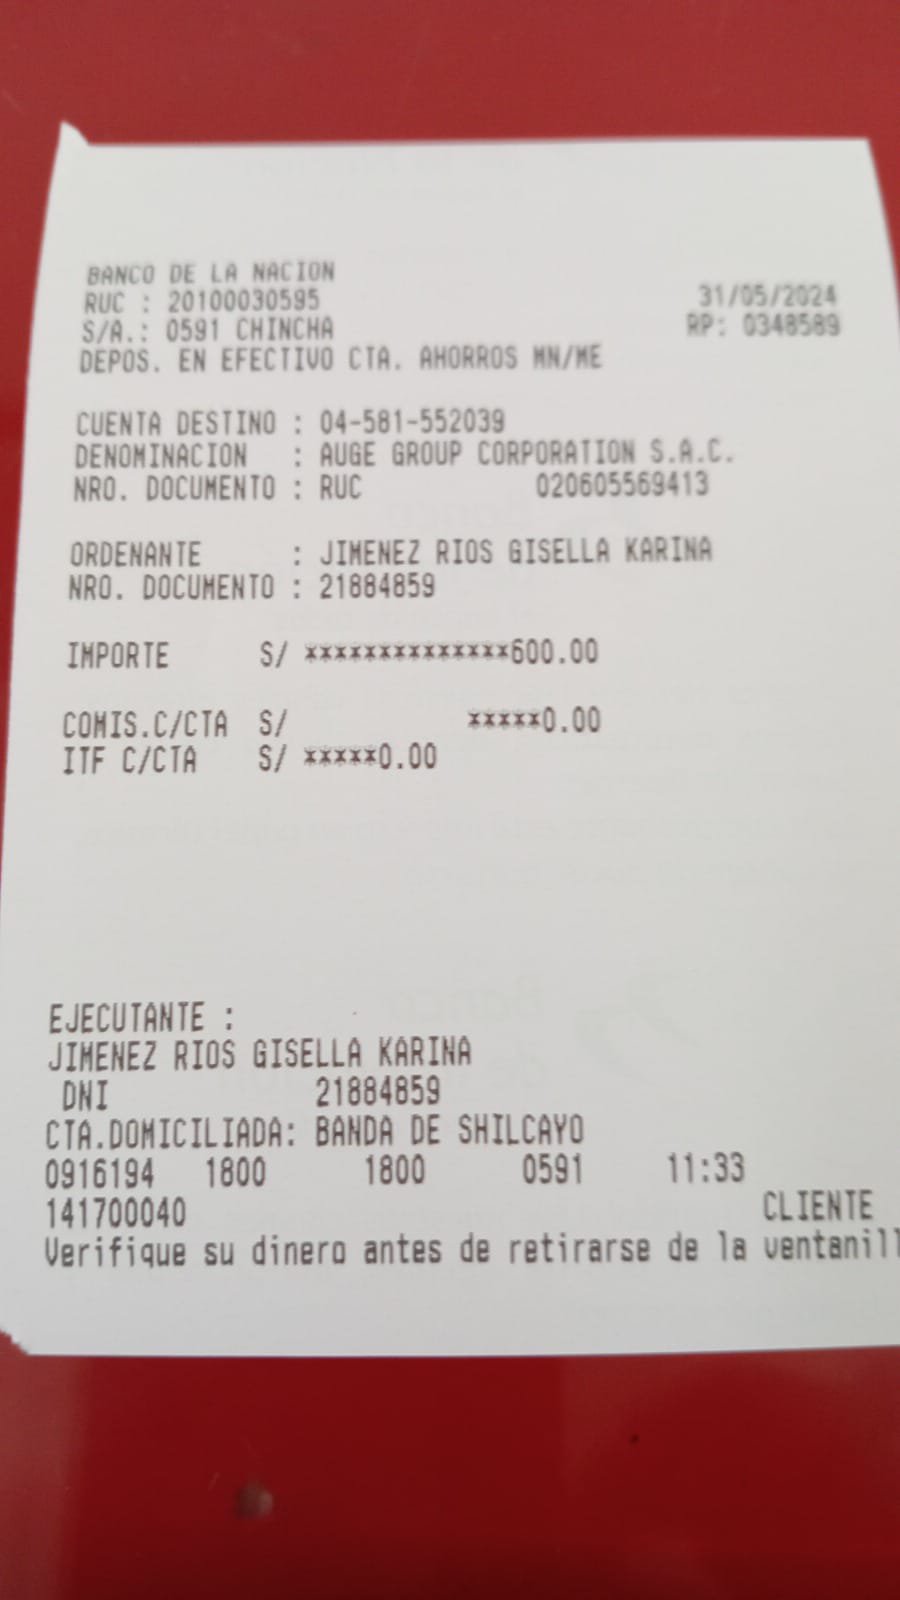 BANCO DE LA NACION
RUC : 20100030595 31/05/2024
S/A.: 0591 CHINCHA RP: 0348589
DEPOS. EN EFECTIVO CTA. AHORROS MN/ME
CUENTA DESTINO : 04-581-552039
DENOMINACION : AUGE GROUP CORPORATION S.A.C.
NRO. DOCUMENTO : RUC 020605569413
ORDENANTE : JIMENEZ RIOS GISELLA KARINA
NRO. DOCUMENTO : 21884859
IMPORTE S/ **************600.00
COMIS.C/CTA S/ *****0.00
ITF C/CTA S/ *****0.00
EJECUTANTE :
JIMENEZ RIOS GISELLA KARINA
DNI 21884859
CTA.DOMICILIADA: BANDA DE SHILCAYO
0916194 1800 1800 0591 11:33
141700040 CLIENTE
Verifique su dinero antes de retirarse de la ventanill